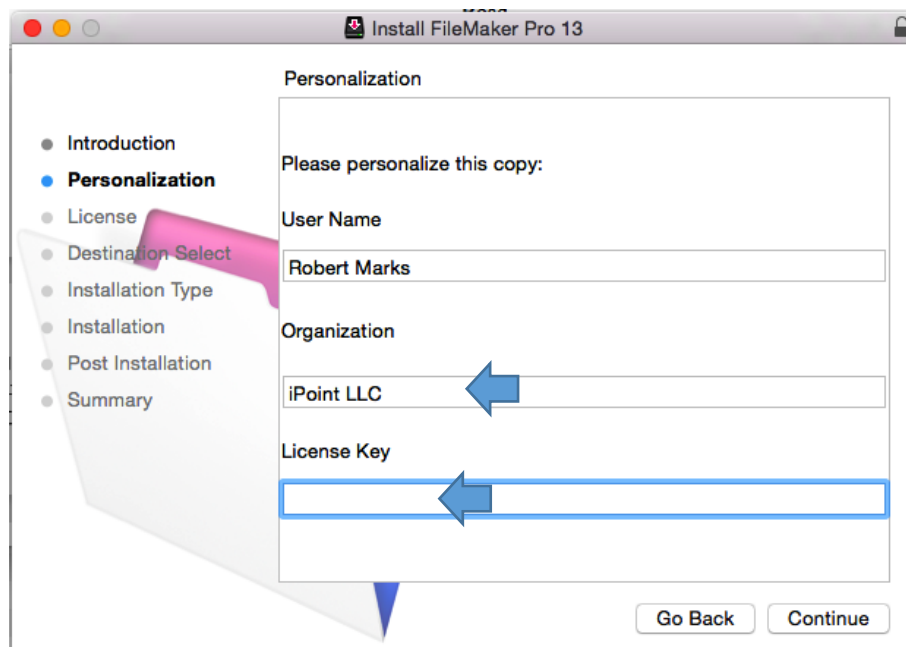 Install FileMaker Pro 13
Personalization
Introduction
Personalization
License
Destination Select
Installation Type
Installation
Post Installation
Summary
Please personalize this copy:
User Name
Robert Marks
Organization
iPoint LLC
License Key
Go Back
Continue